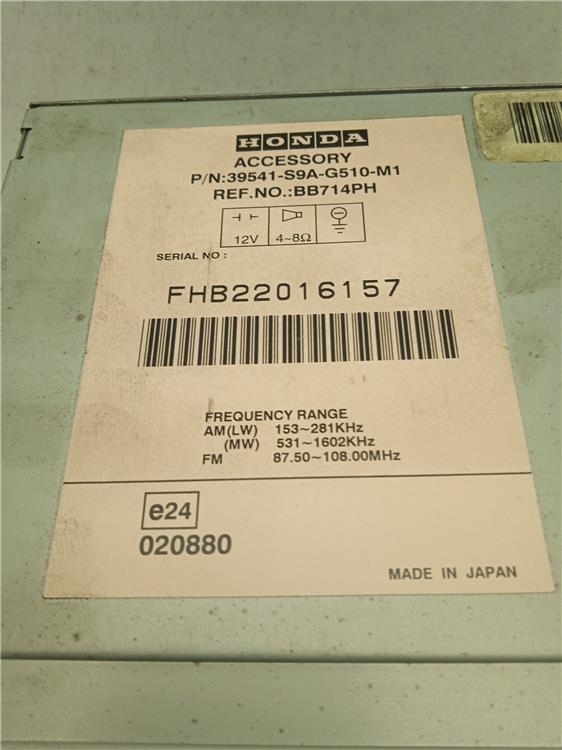 HONDA
ACCESSORY
P/N:39541-S9A-G510-M1
REF.NO.:BB714PH
12V 4~8Ω
SERIAL NO :
FHB22016157
FREQUENCY RANGE
AM(LW) 153~281KHz
(MW) 531~1602KHz
FM 87.50~108.00MHz
e24
020880
MADE IN JAPAN